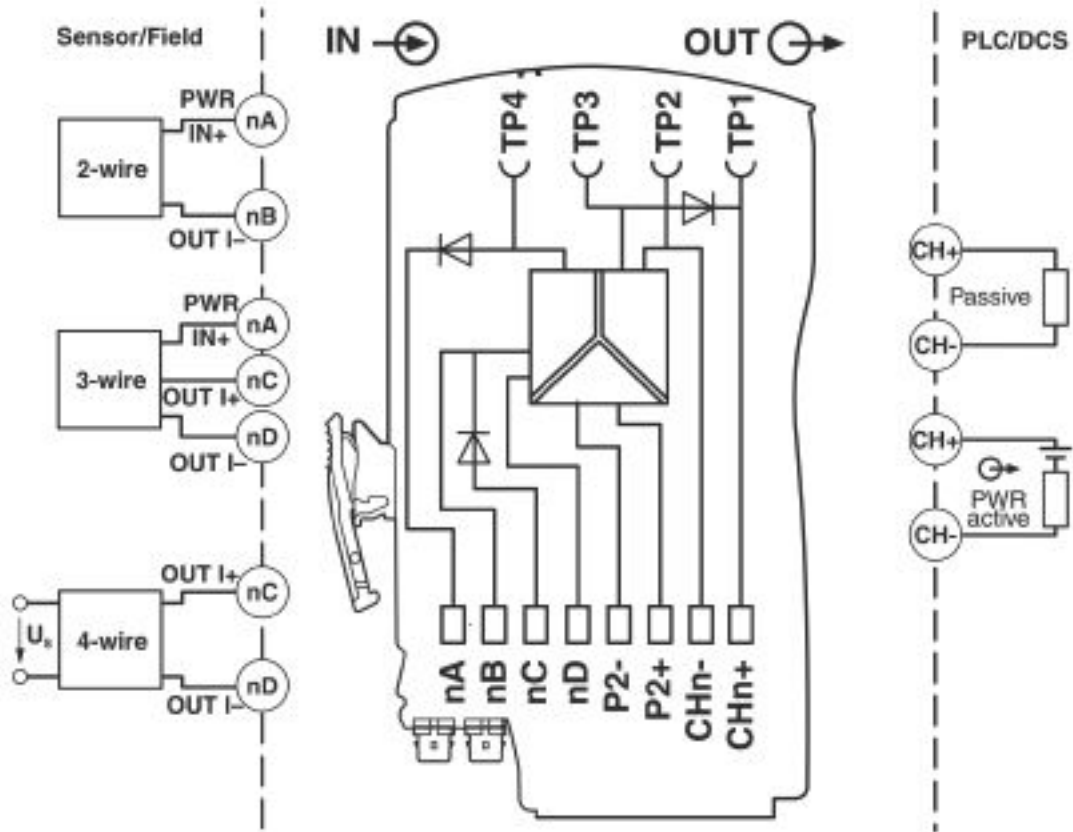 Sensor/Field
IN
OUT
PLC/DCS
PWR
IN+
nA
2-wire
nB
OUT I–
PWR
IN+
nA
3-wire
nC
OUT I+
nD
OUT I–
OUT I+
nC
Us
4-wire
nD
OUT I–
TP4
TP3
TP2
TP1
nA
nB
nC
nD
P2-
P2+
CHn-
CHn+
CH+
Passive
CH-
CH+
PWR
active
CH-